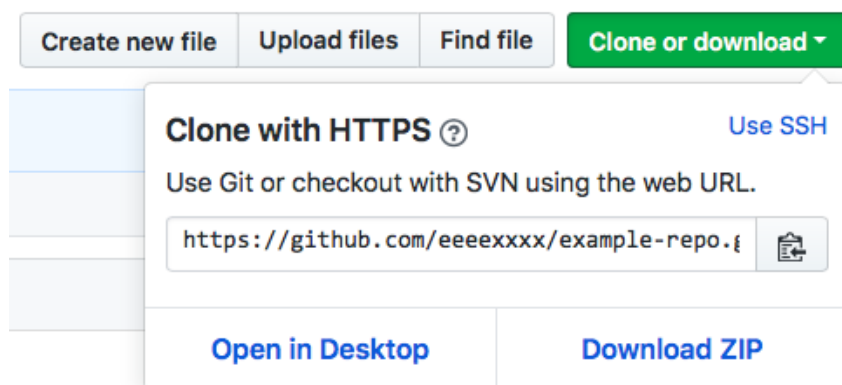 Create new file Upload files Find file Clone or download
Clone with HTTPS Use SSH
Use Git or checkout with SVN using the web URL.
https://github.com/eeeexxxx/example-repo.g
Open in Desktop Download ZIP